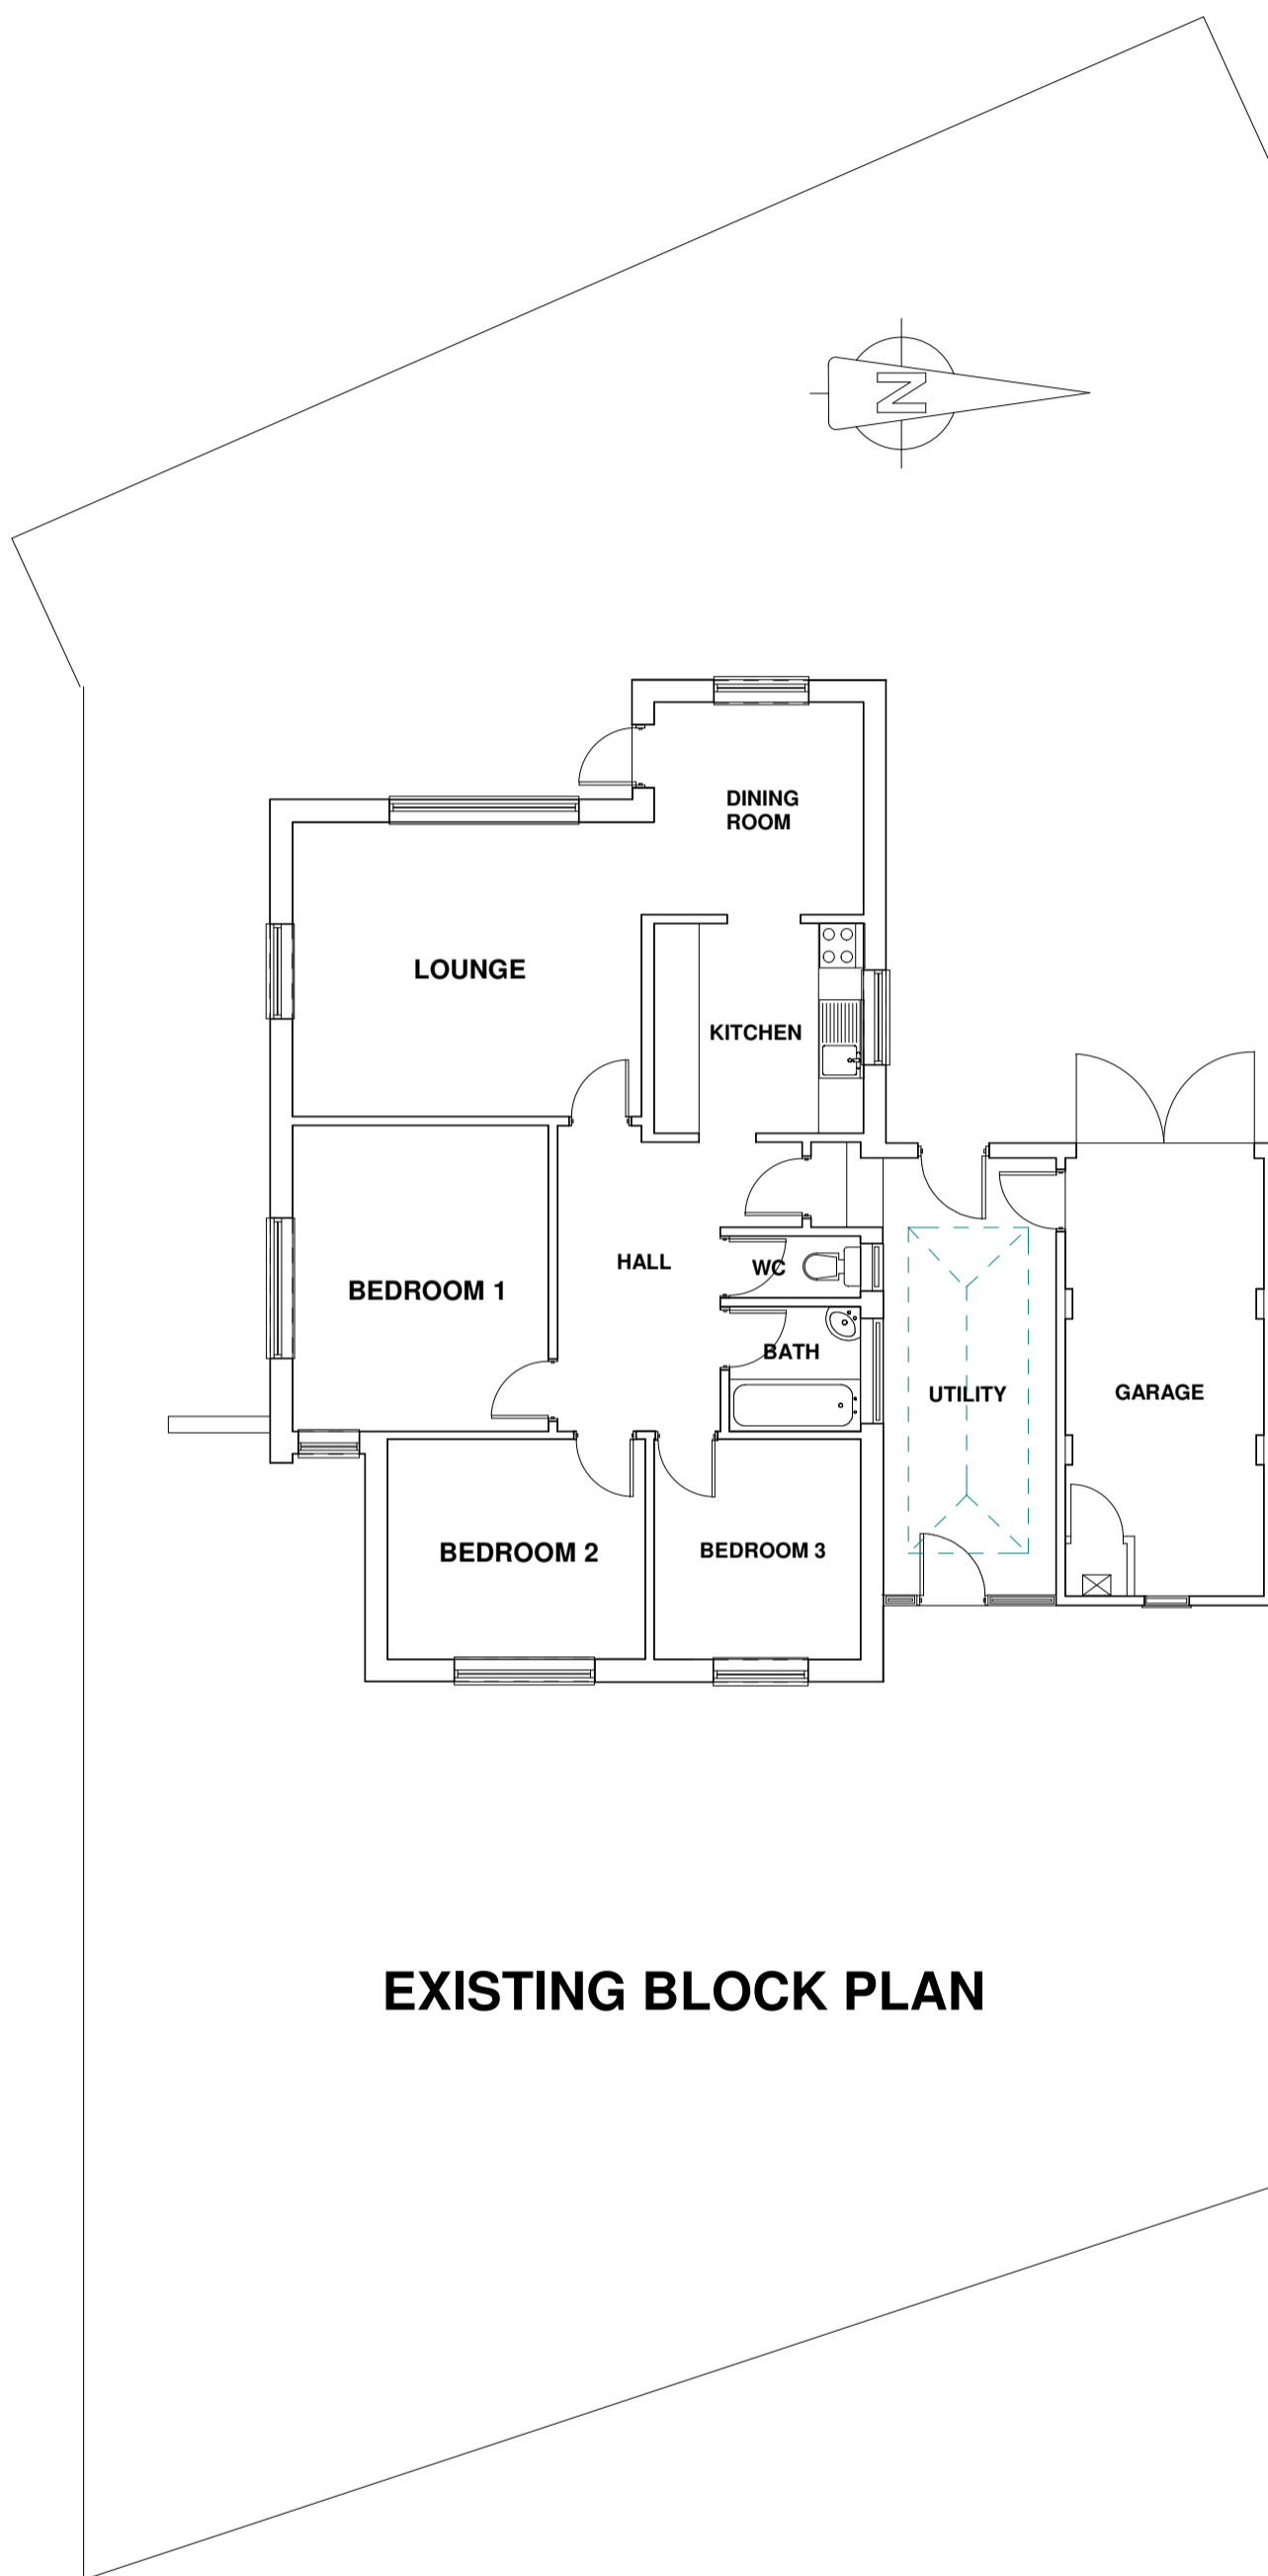 N
DINING
ROOM
LOUNGE
KITCHEN
HALL
WC
BEDROOM 1
BATH
UTILITY
GARAGE
BEDROOM 2
BEDROOM 3
EXISTING BLOCK PLAN